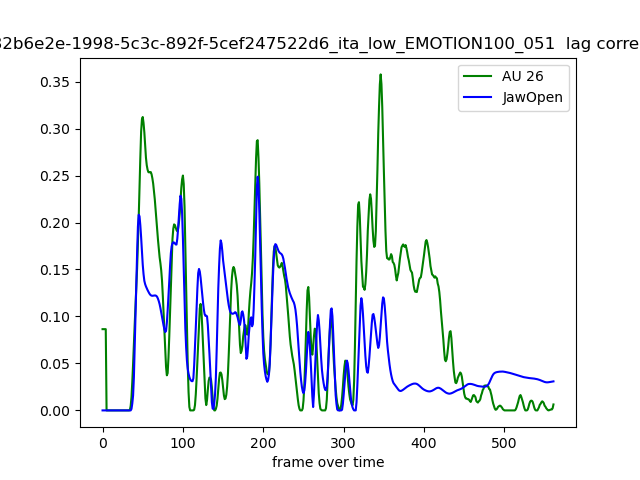 32b6e2e-1998-5c3c-892f-5cef247522d6_ita_low_EMOTION100_051 lag corre
AU 26
JawOpen
0.35
0.30
0.25
0.20
0.15
0.10
0.05
0.00
0 100 200 300 400 500
frame over time